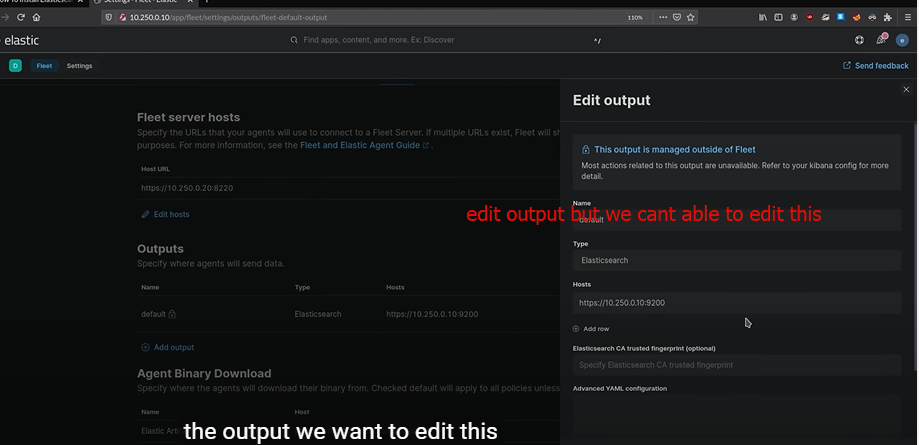 How To Install Elasticsea
Settings - Fleet - Elastic
10.250.0.10/app/fleet/settings/outputs/fleet-default-output
110%
elastic
Find apps, content, and more. Ex: Discover
*/
e
D
Fleet
Settings
Send feedback
Edit output
This output is managed outside of Fleet
Most actions related to this output are unavailable. Refer to your kibana config for more
detail.
Name
default
edit output but we cant able to edit this
Type
Elasticsearch
Hosts
https://10.250.0.10:9200
Add row
Elasticsearch CA trusted fingerprint (optional)
Specify Elasticsearch CA trusted fingerprint
Advanced YAML configuration
Fleet server hosts
Specify the URLs that your agents will use to connect to a Fleet Server. If multiple URLs exist, Fleet will sh
purposes. For more information, see the Fleet and Elastic Agent Guide.
Host URL
https://10.250.0.20:8220
Edit hosts
Outputs
Specify where agents will send data.
Name Type Hosts
default Elasticsearch https://10.250.0.10:9200
Add output
Agent Binary Download
Specify where the agents will download their binary from. Checked default will apply to all policies unless
Name Host
Elastic Arti
the output we want to edit this